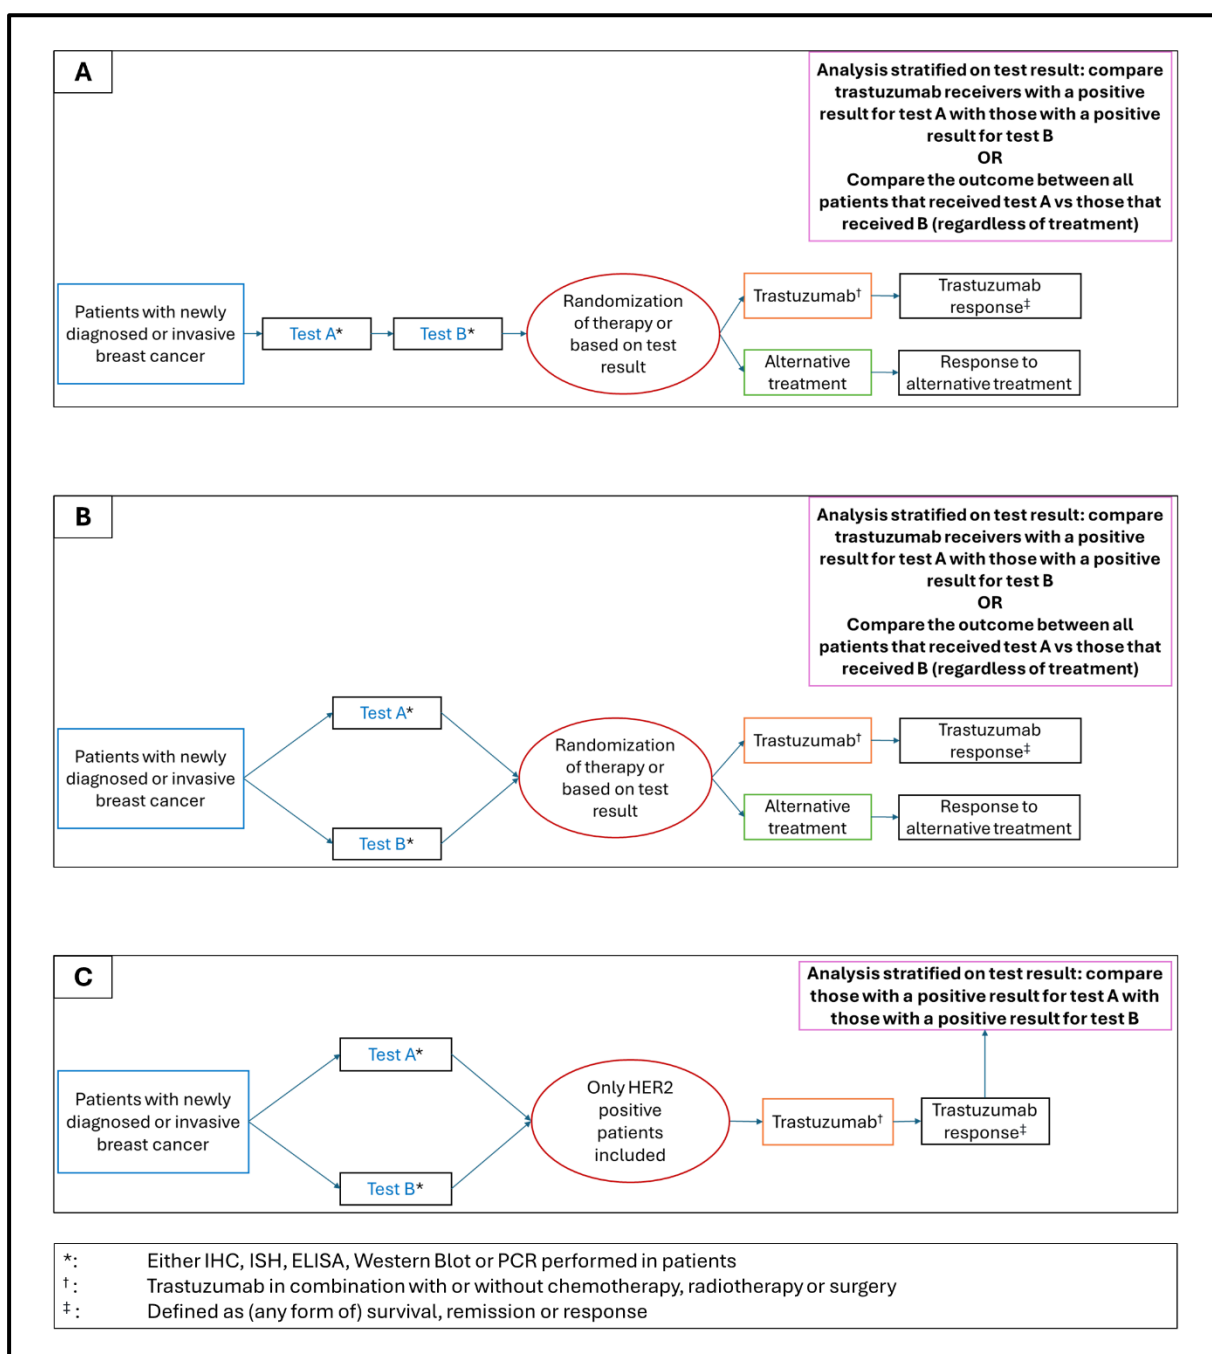 A
Analysis stratified on test result: compare
trastuzumab receivers with a positive
result for test A with those with a positive
result for test B
OR
Compare the outcome between all
patients that received test A vs those that
received B (regardless of treatment)
Patients with newly
diagnosed or invasive
breast cancer
Test A*
Test B*
Randomization
of therapy or
based on test
result
Trastuzumab†
Trastuzumab
response‡
Alternative
treatment
Response to
alternative treatment
B
Analysis stratified on test result: compare
trastuzumab receivers with a positive
result for test A with those with a positive
result for test B
OR
Compare the outcome between all
patients that received test A vs those that
received B (regardless of treatment)
Patients with newly
diagnosed or invasive
breast cancer
Test A*
Test B*
Randomization
of therapy or
based on test
result
Trastuzumab†
Trastuzumab
response‡
Alternative
treatment
Response to
alternative treatment
C
Analysis stratified on test result: compare
those with a positive result for test A with
those with a positive result for test B
Patients with newly
diagnosed or invasive
breast cancer
Test A*
Test B*
Only HER2
positive
patients
included
Trastuzumab†
Trastuzumab
response‡
*: Either IHC, ISH, ELISA, Western Blot or PCR performed in patients
†: Trastuzumab in combination with or without chemotherapy, radiotherapy or surgery
‡: Defined as (any form of) survival, remission or response